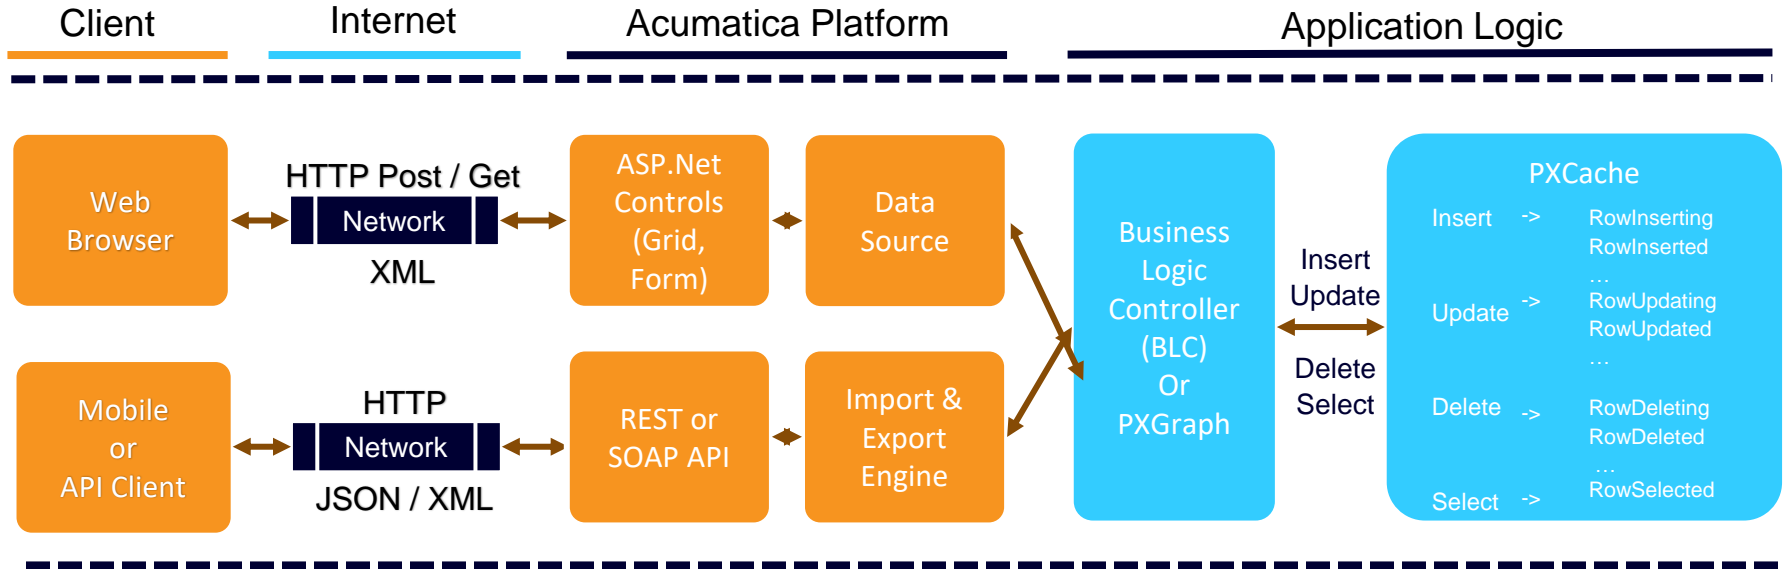 Client
Internet
Acumatica Platform
Application Logic
Web
Browser
HTTP Post / Get
Network
XML
ASP.Net
Controls
(Grid,
Form)
Data
Source
Mobile
or
API Client
HTTP
Network
JSON / XML
REST or
SOAP API
Import &
Export
Engine
Business
Logic
Controller
(BLC)
Or
PXGraph
Insert
Update
Delete
Select
PXCache
Insert -> RowInserting
RowInserted
...
Update -> RowUpdating
RowUpdated
...
Delete -> RowDeleting
RowDeleted
...
Select -> RowSelected